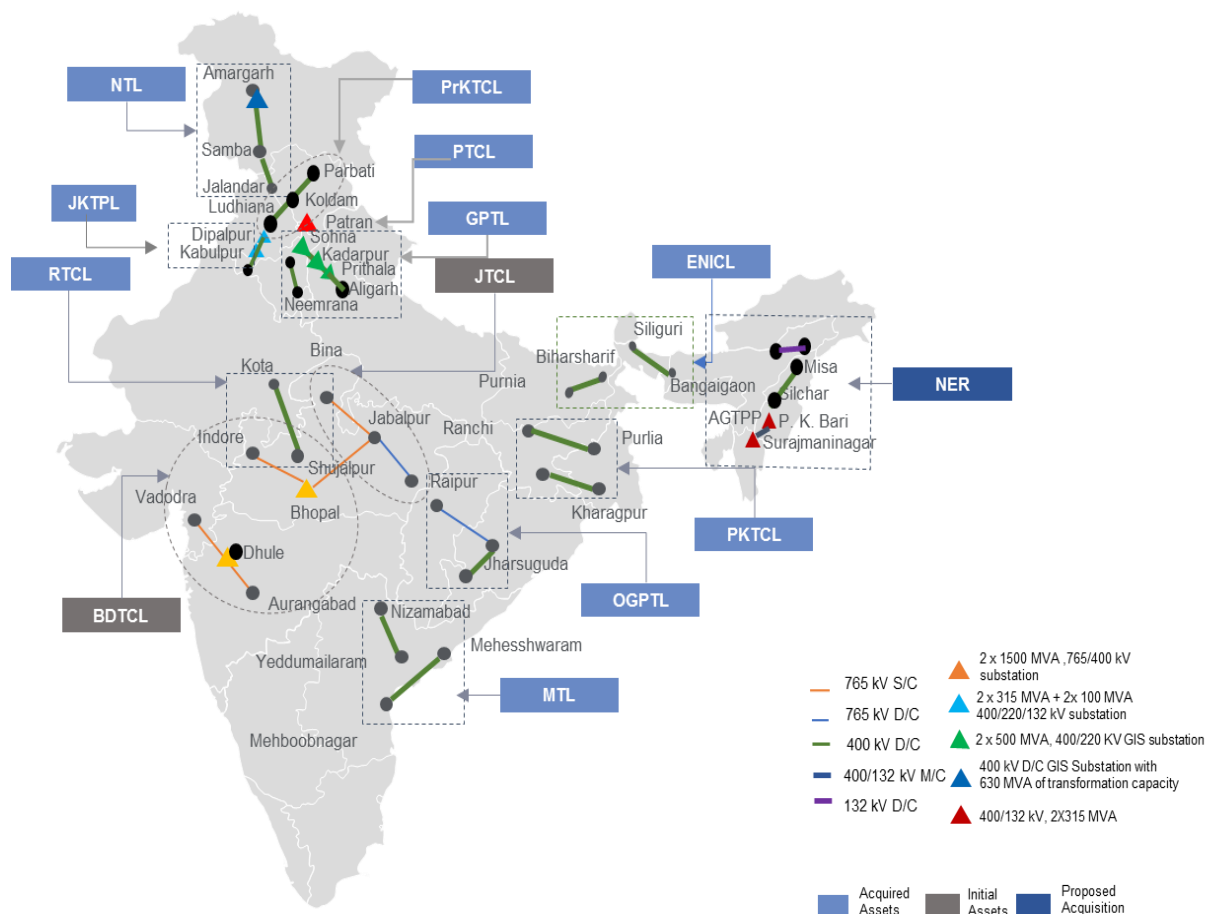 Amargarh
NTL
PrKTCL
Samba
PTCL
Parbati
Jalandar
Koldam
JKTPL
Ludhiana
GPTL
Patran
Dipalpur
Sohna
Kabulpur
Kadarpur
ENICL
RTCL
Prithala
JTCL
Aligarh
Neemrana
Siliguri
Bina
Biharsharif
Kota
Purnia
Misa
Bangaigaon
NER
Silchar
Jabalpur
AGTPP
P. K. Bari
Ranchi
Purlia
Surajmaninagar
Indore
Shujalpur
Raipur
Vadodra
Bhopal
Kharagpur
PKTCL
Dhule
Jharsuguda
Aurangabad
OGPTL
BDTCL
Nizamabad
Mehesshwaram
Yeddumailaram
MTL
Mehboobnagar
765 kV S/C
765 kV D/C
400 kV D/C
400/132 kV M/C
132 kV D/C
2 x 1500 MVA ,765/400 kV
substation
2 x 315 MVA + 2x 100 MVA
400/220/132 kV substation
2 x 500 MVA, 400/220 KV GIS substation
400 kV D/C GIS Substation with
630 MVA of transformation capacity
400/132 kV, 2X315 MVA
Acquired
Assets
Initial
Assets
Proposed
Acquisition